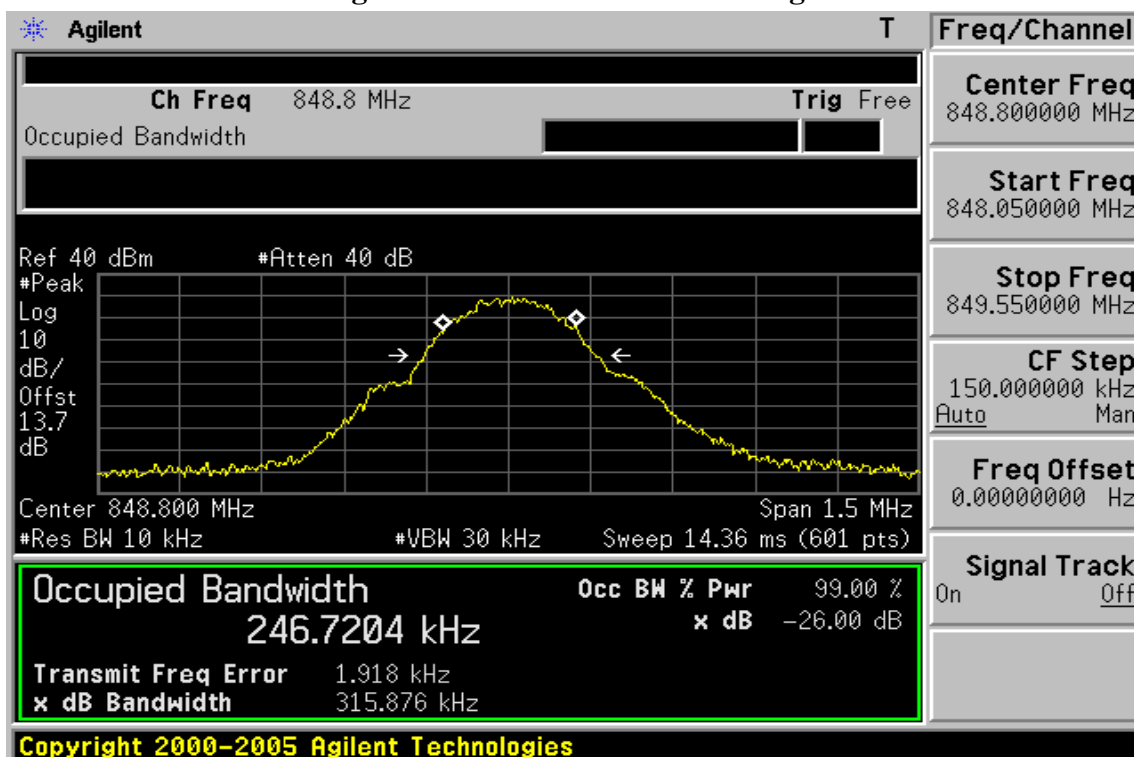 Agilent T Freq/Channel
Ch Freq 848.8 MHz Trig Free
Occupied Bandwidth
Center Freq
848.800000 MHz
Start Freq
848.050000 MHz
Stop Freq
849.550000 MHz
CF Step
150.000000 kHz
Auto Man
Freq Offset
0.00000000 Hz
Signal Track
On Off
Ref 40 dBm #Atten 40 dB
#Peak
Log
10
dB/
Offst
13.7
dB
Center 848.800 MHz Span 1.5 MHz
#Res BW 10 kHz #VBW 30 kHz Sweep 14.36 ms (601 pts)
Occupied Bandwidth Occ BW % Pwr 99.00 %
246.7204 kHz x dB -26.00 dB
Transmit Freq Error 1.918 kHz
x dB Bandwidth 315.876 kHz
Copyright 2000-2005 Agilent Technologies